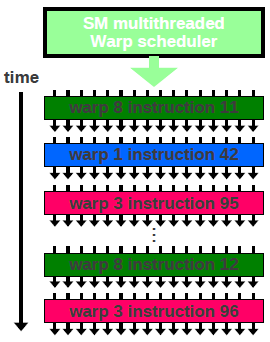 SM multithreaded
Warp scheduler
time
warp 8 instruction 11
warp 1 instruction 42
warp 3 instruction 95
warp 8 instruction 12
warp 3 instruction 96